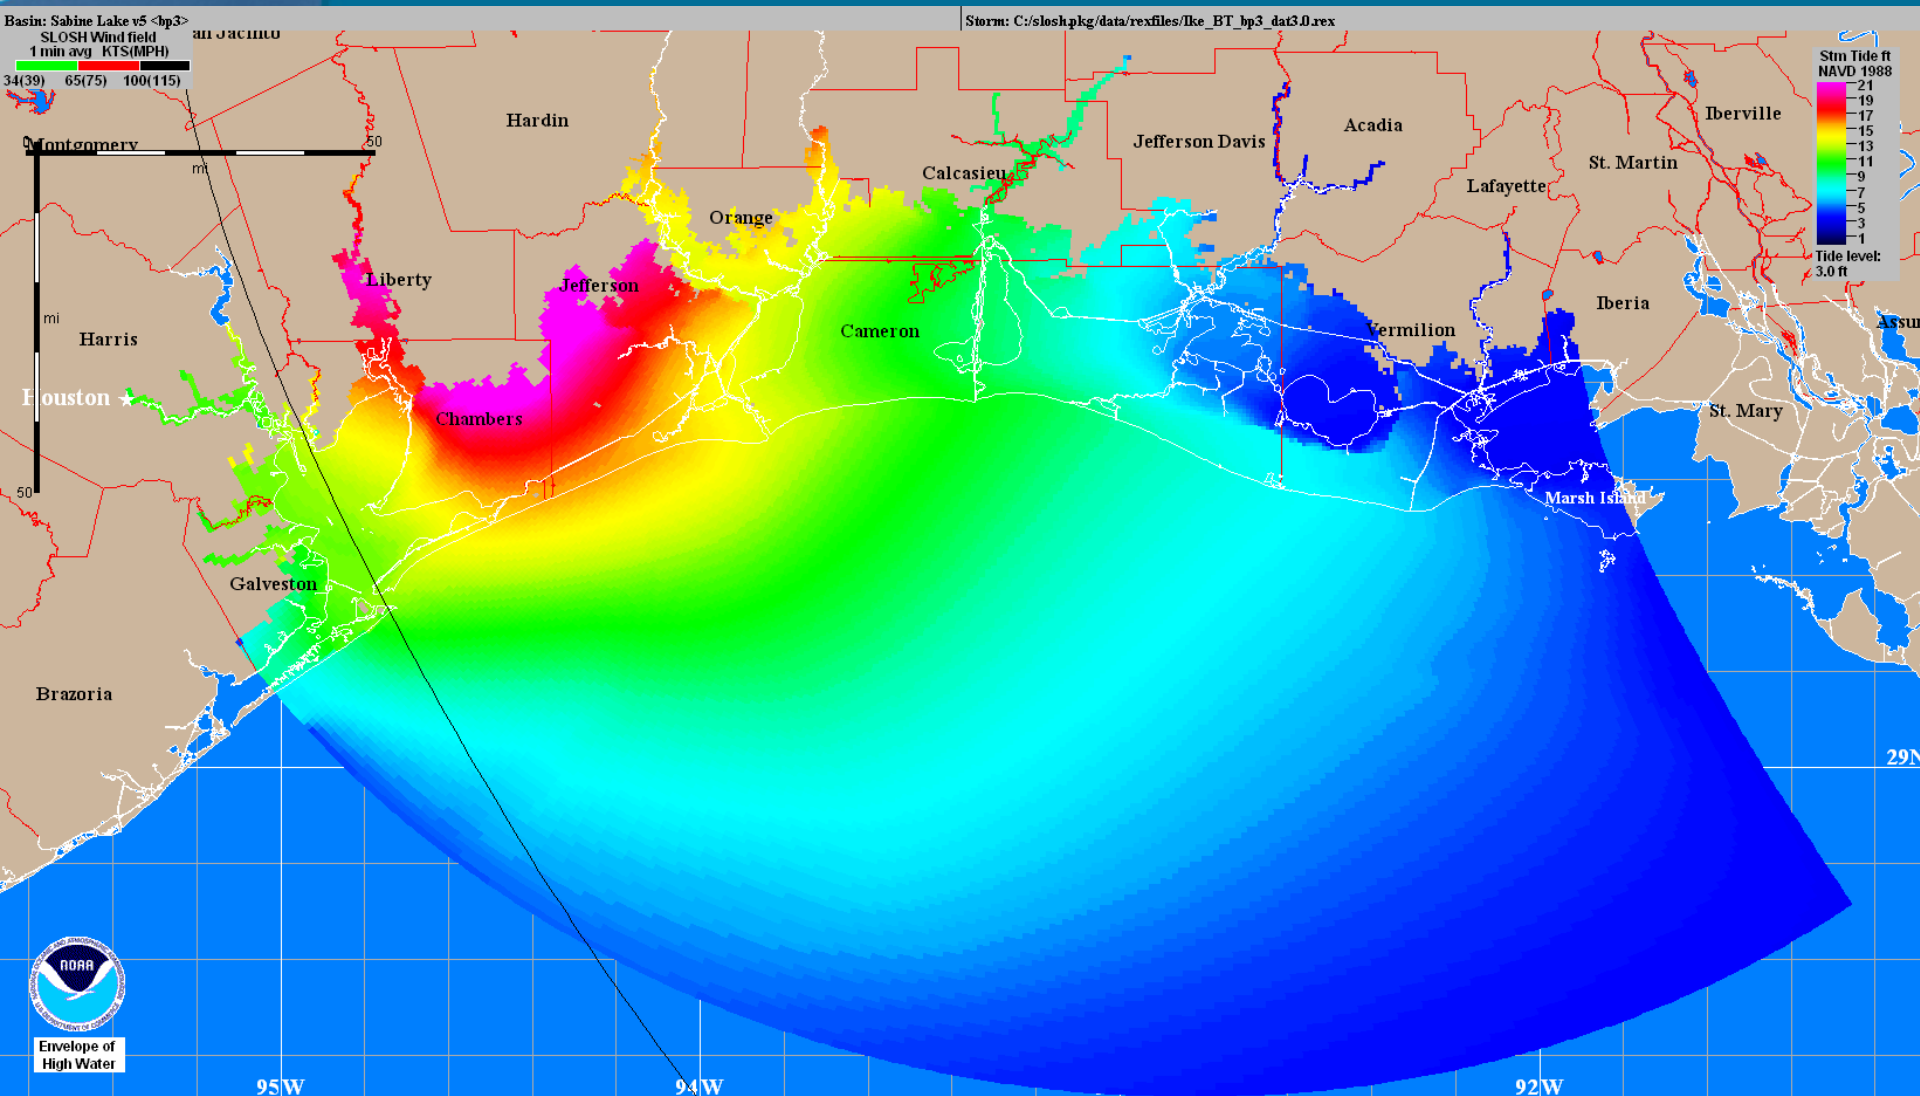 Basin: Sabine Lake v5 <bp3>
Storm: C:/slosh.pkg/data/rexfiles/Ike_BT_bp3_dat3.0.rex
SLOSH Wind field
1 min avg KTS(MPH)
34(39) 65(75) 100(115)
an Jacinto
Stm Tide ft
NAVD 1988
21
19
17
15
13
11
9
7
5
3
1
Tide level:
3.0 ft
Hardin
Iberville
Acadia
Jefferson Davis
0
Montgomery
50
mi
St. Martin
Calcasieu
Lafayette
Orange
Liberty
Jefferson
Iberia
mi
Cameron
Vermilion
Assu
Harris
Houston
St. Mary
Chambers
50
Marsh Island
Galveston
Brazoria
29N
NOAA
Envelope of
High Water
95W
94W
92W